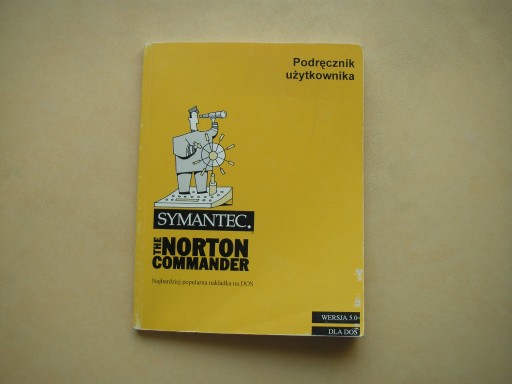 Podręcznik
użytkownika
SYMANTEC.
THE NORTON
COMMANDER
Najbardziej popularna nakładka na DOS
WERSJA 5.0
DLA DOS